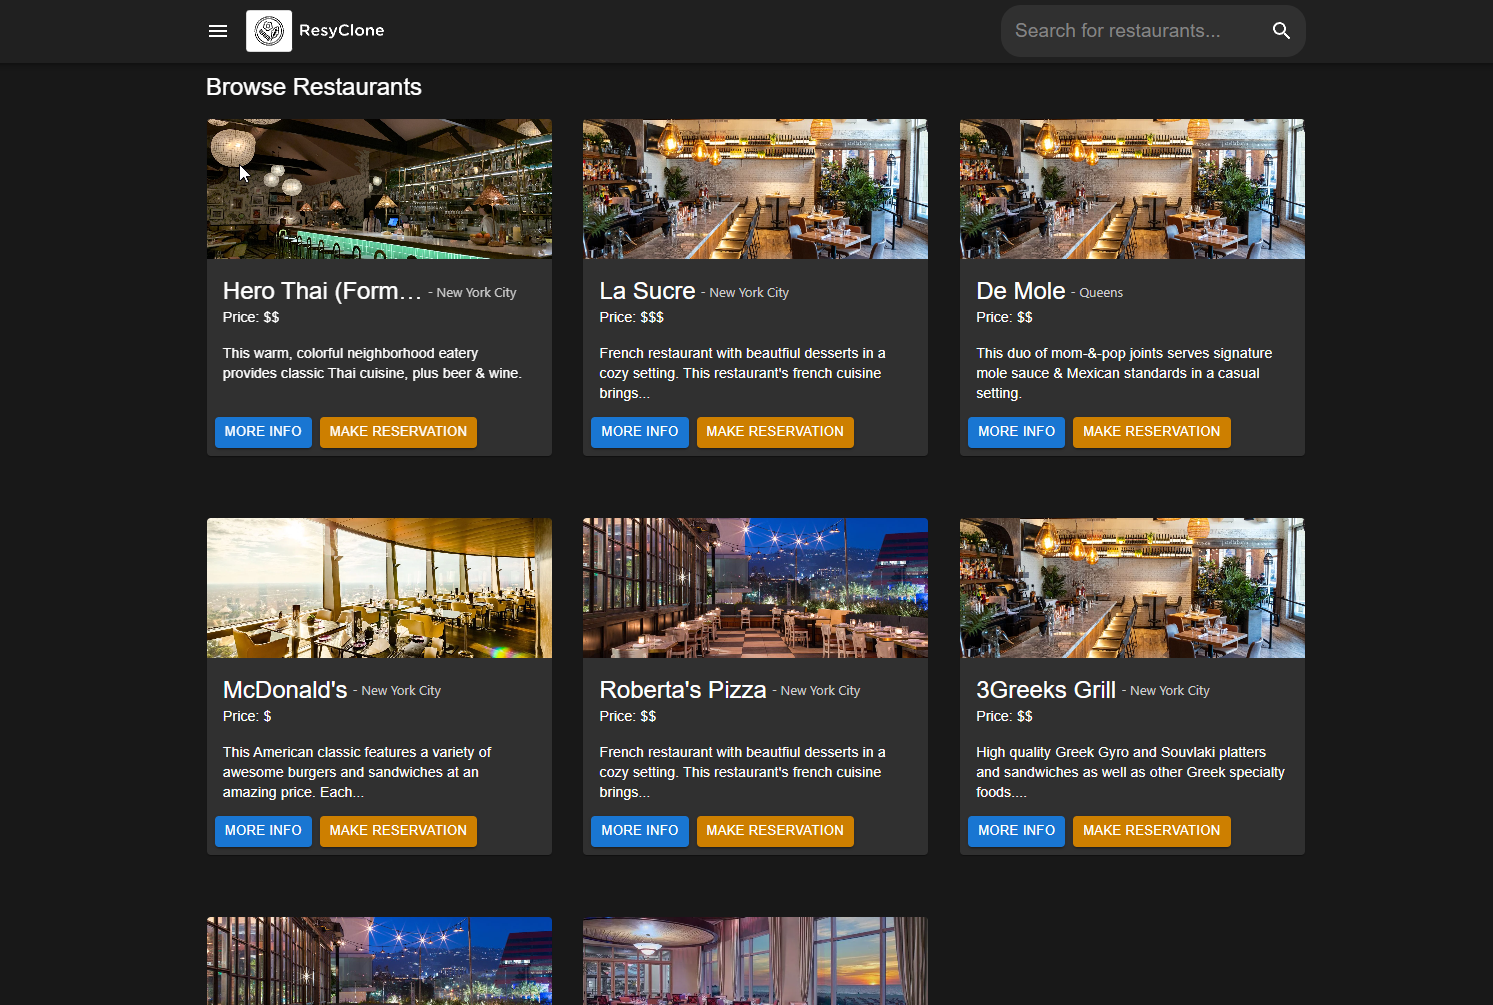 ResyClone
Search for restaurants...
Browse Restaurants
Hero Thai (Form... - New York City
Price: $$
This warm, colorful neighborhood eatery
provides classic Thai cuisine, plus beer & wine.
MORE INFO
MAKE RESERVATION
La Sucre - New York City
Price: $$$
French restaurant with beautfiul desserts in a
cozy setting. This restaurant's french cuisine
brings...
MORE INFO
MAKE RESERVATION
De Mole - Queens
Price: $$
This duo of mom-&-pop joints serves signature
mole sauce & Mexican standards in a casual
setting.
MORE INFO
MAKE RESERVATION
McDonald's - New York City
Price: $
This American classic features a variety of
awesome burgers and sandwiches at an
amazing price. Each...
MORE INFO
MAKE RESERVATION
Roberta's Pizza - New York City
Price: $$
French restaurant with beautfiul desserts in a
cozy setting. This restaurant's french cuisine
brings...
MORE INFO
MAKE RESERVATION
3Greeks Grill - New York City
Price: $$
High quality Greek Gyro and Souvlaki platters
and sandwiches as well as other Greek specialty
foods....
MORE INFO
MAKE RESERVATION